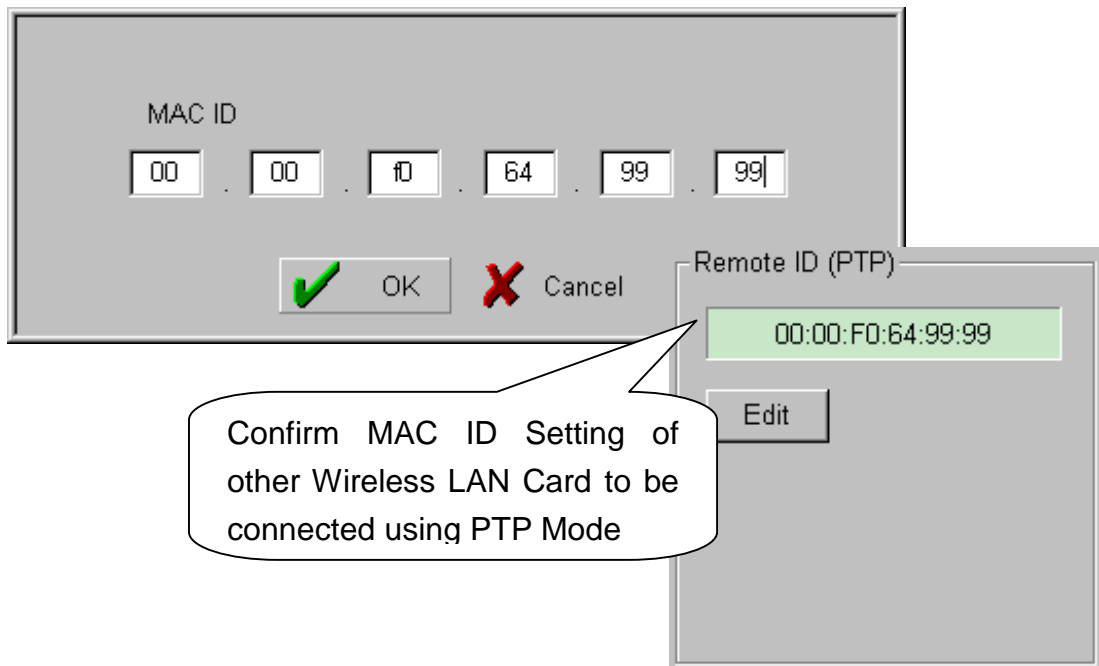 MAC ID
00 . 00 . f0 . 64 . 99 . 99
OK Cancel
Remote ID (PTP)
00:00:F0:64:99:99
Edit
Confirm MAC ID Setting of
other Wireless LAN Card to be
connected using PTP Mode